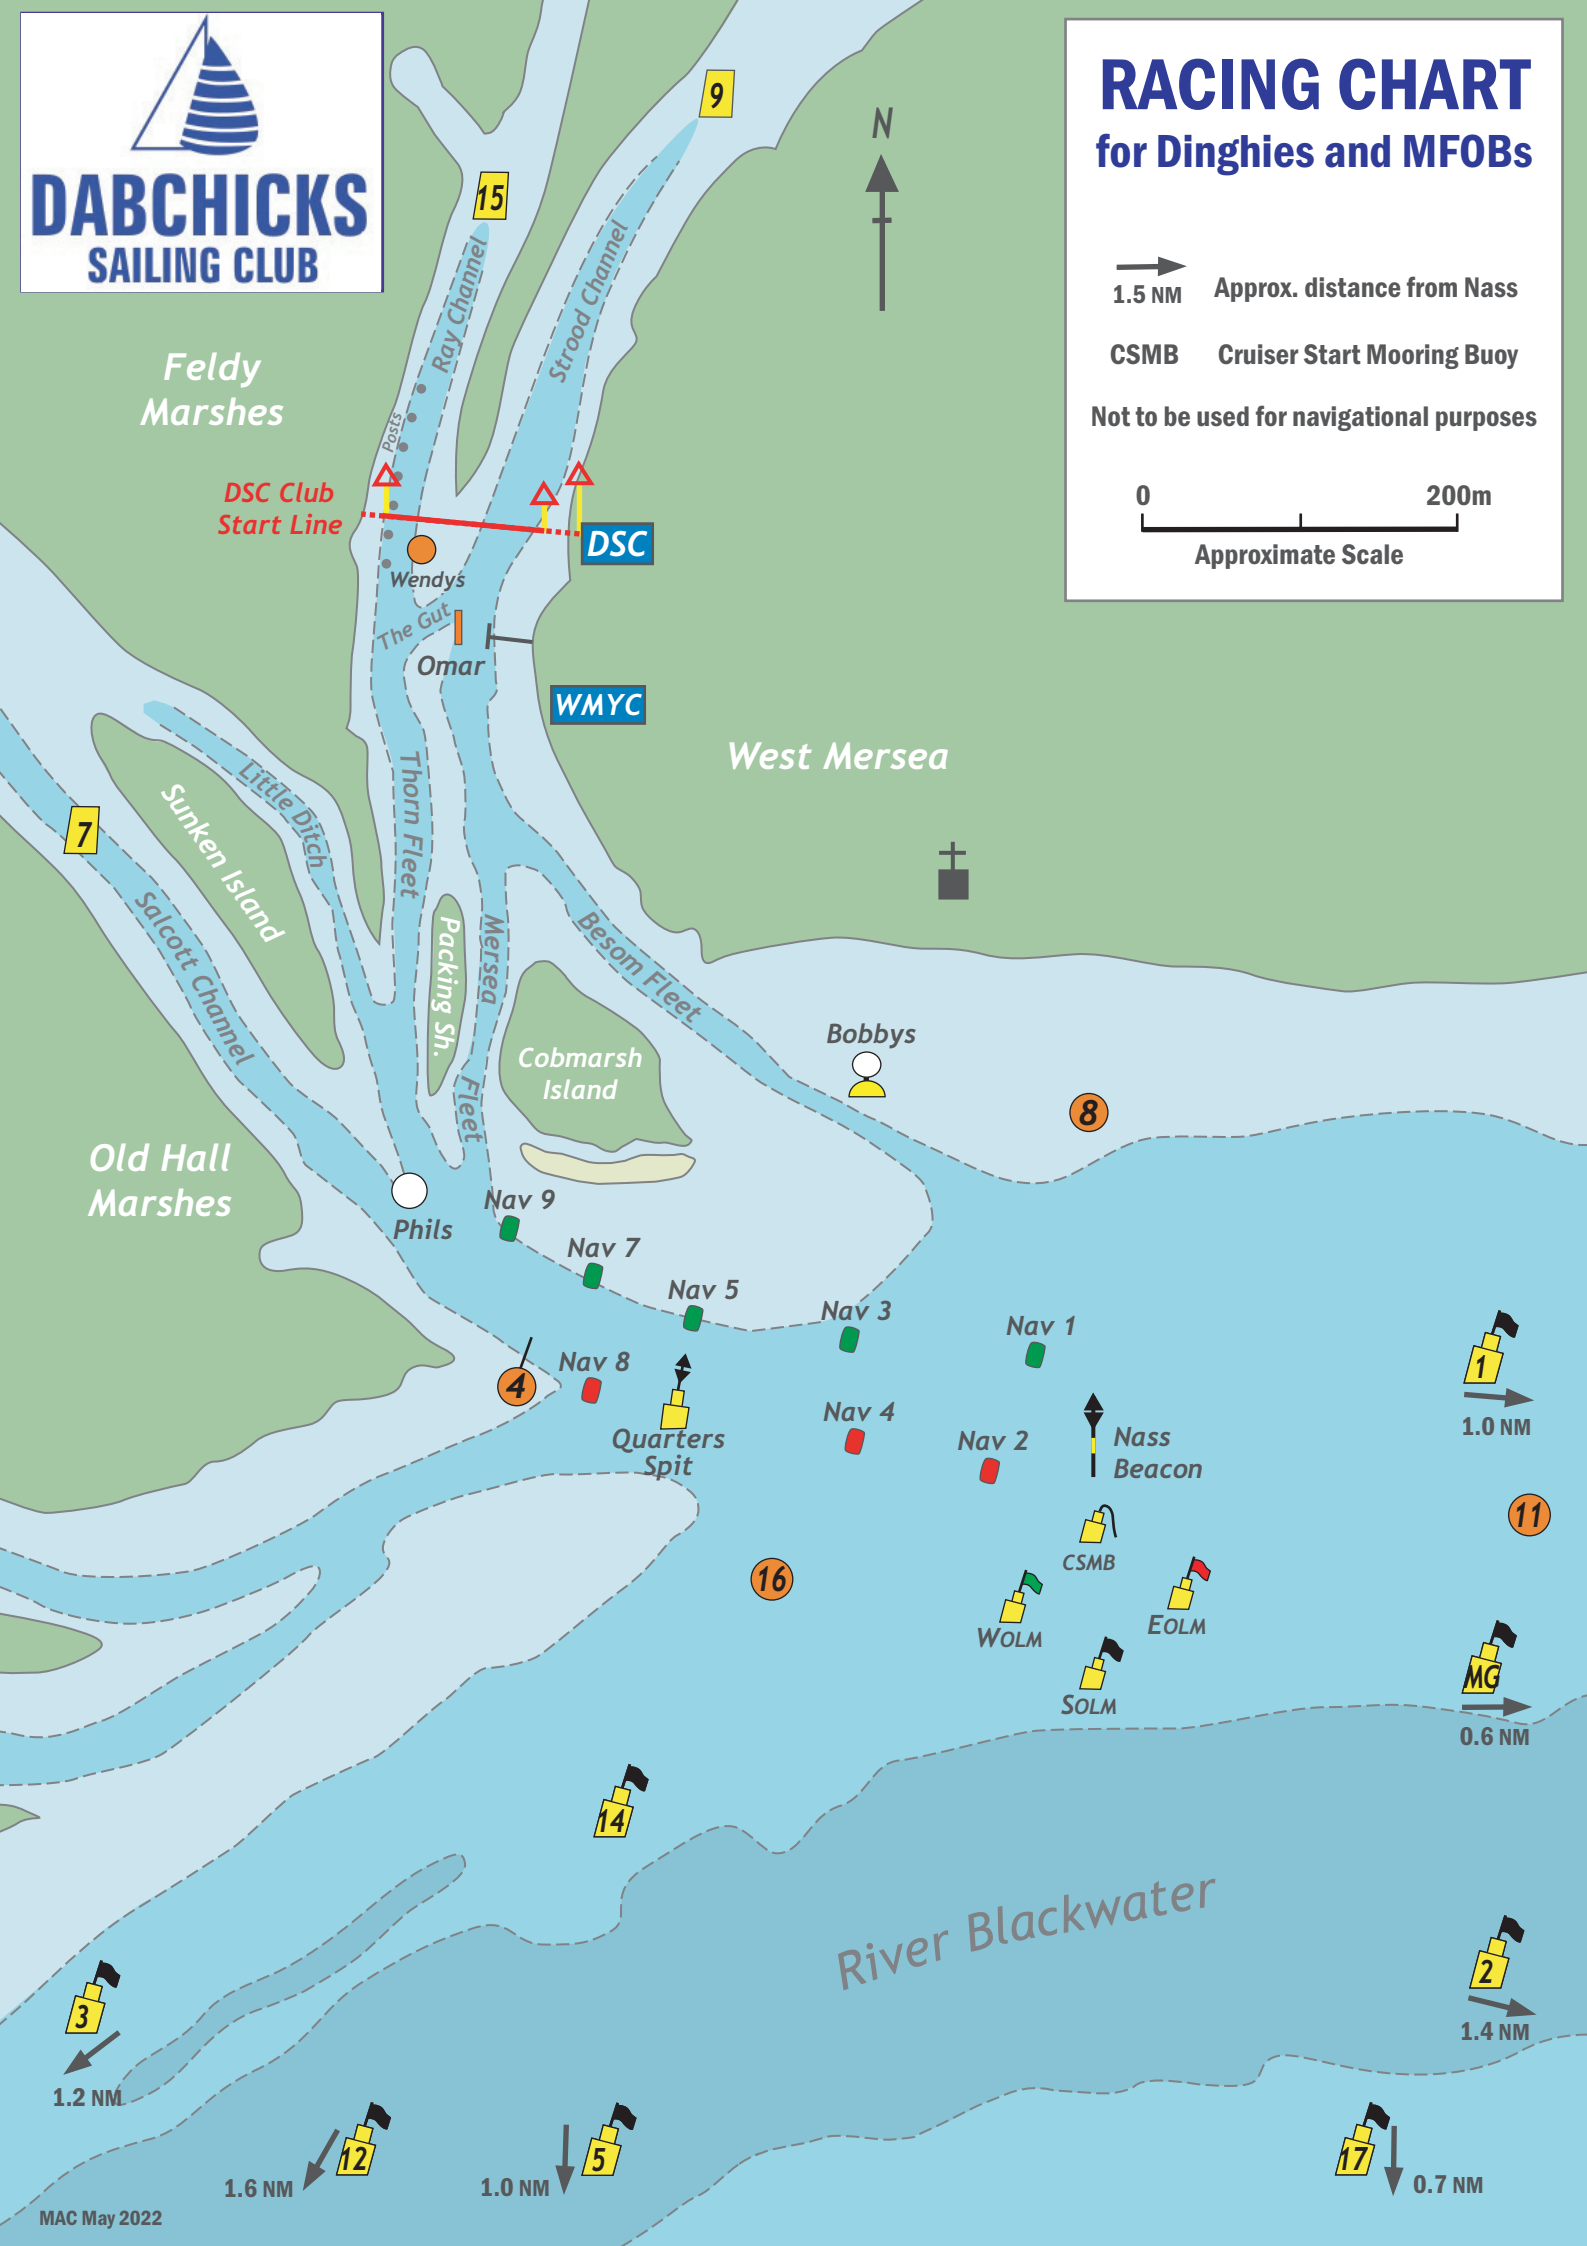 DABCHICKS
SAILING CLUB
RACING CHART
for Dinghies and MFOBs
1.5 NM Approx. distance from Nass
CSMB Cruiser Start Mooring Buoy
Not to be used for navigational purposes
0 200m
Approximate Scale
N
9
15
Ray Channel
Strood Channel
Feldy
Marshes
Posts
DSC Club
Start Line
DSC
Wendys
The Gut
Omar
WMYC
West Mersea
7
Sunken Island
Little Ditch
Thorn Fleet
Salcott Channel
Packing Sh.
Mersea
Fleet
Besom Fleet
Cobmarsh
Island
Bobbys
8
Old Hall
Marshes
Phils
Nav 9
Nav 7
Nav 5
Nav 3
Nav 1
1
1.0 NM
4
Nav 8
Quarters
Spit
Nav 4
Nav 2
Nass
Beacon
11
CSMB
16
WOLM
EOLM
SOLM
MG
0.6 NM
14
River Blackwater
3
1.2 NM
2
1.4 NM
12
1.6 NM
5
1.0 NM
17
0.7 NM
MAC May 2022